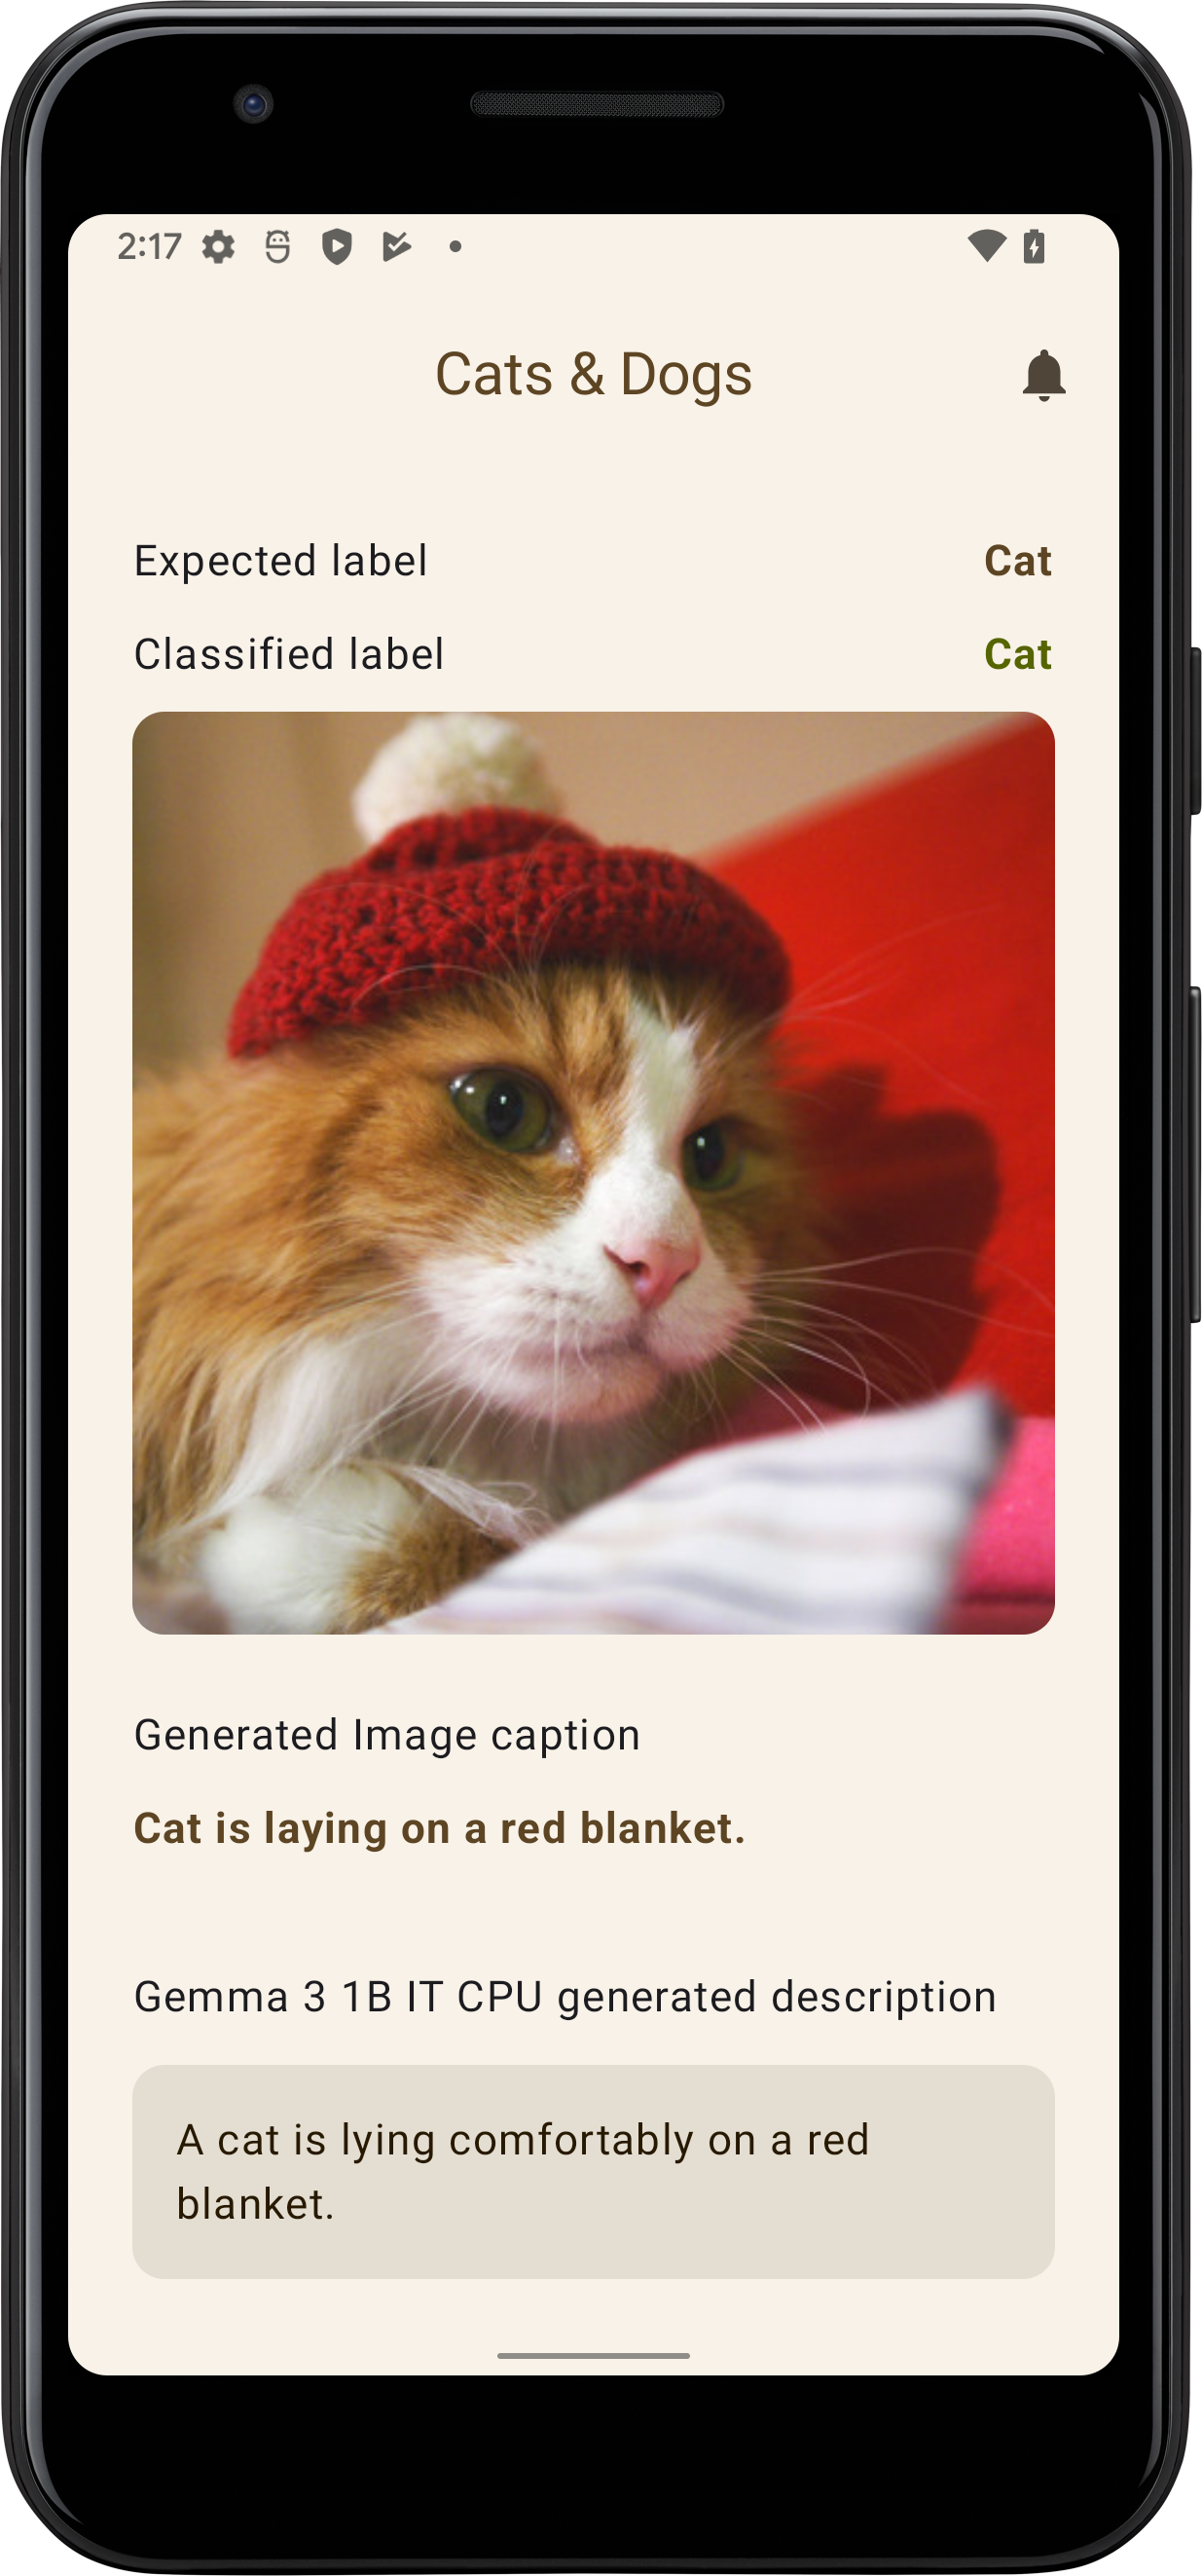 2:17
Cats & Dogs
Expected label Cat
Classified label Cat
Generated Image caption
Cat is laying on a red blanket.
Gemma 3 1B IT CPU generated description
A cat is lying comfortably on a red
blanket.